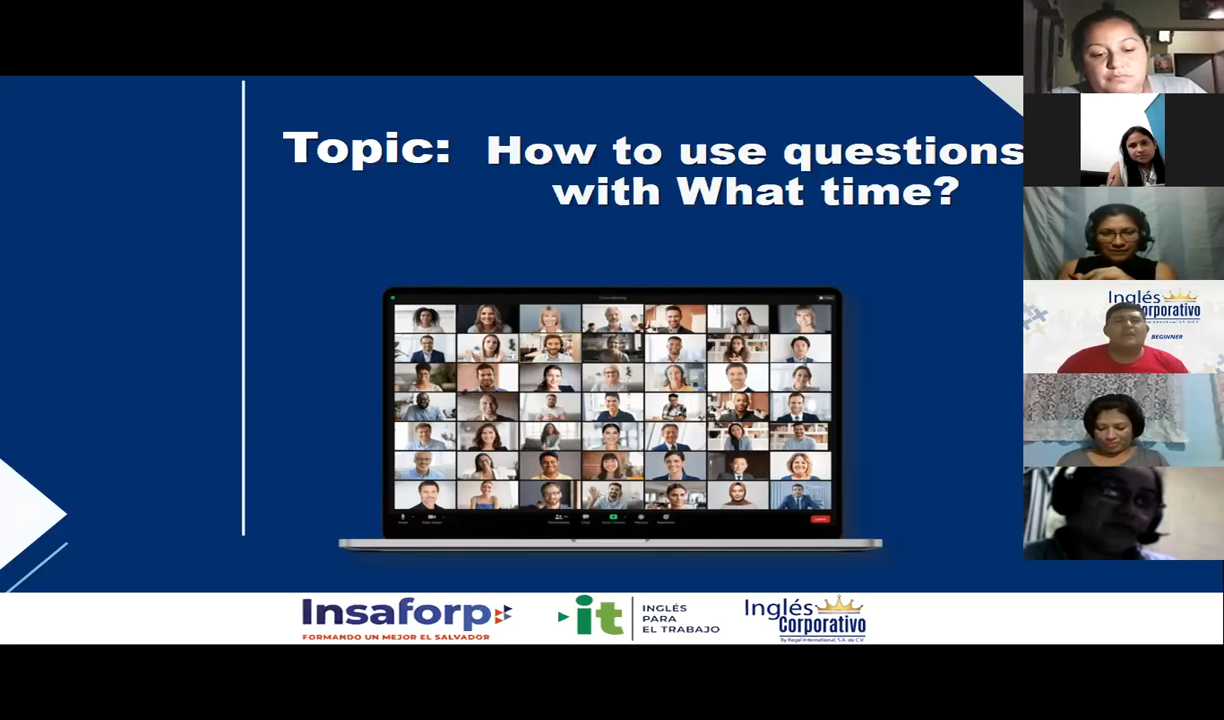 Topic: How to use questions
with What time?
Inglés
Corporativo
BEGINNER
Insaforp
FORMANDO UN MEJOR EL SALVADOR
it
INGLÉS
PARA
EL TRABAJO
Inglés
Corporativo
By Regal International, S.A. de C.V.